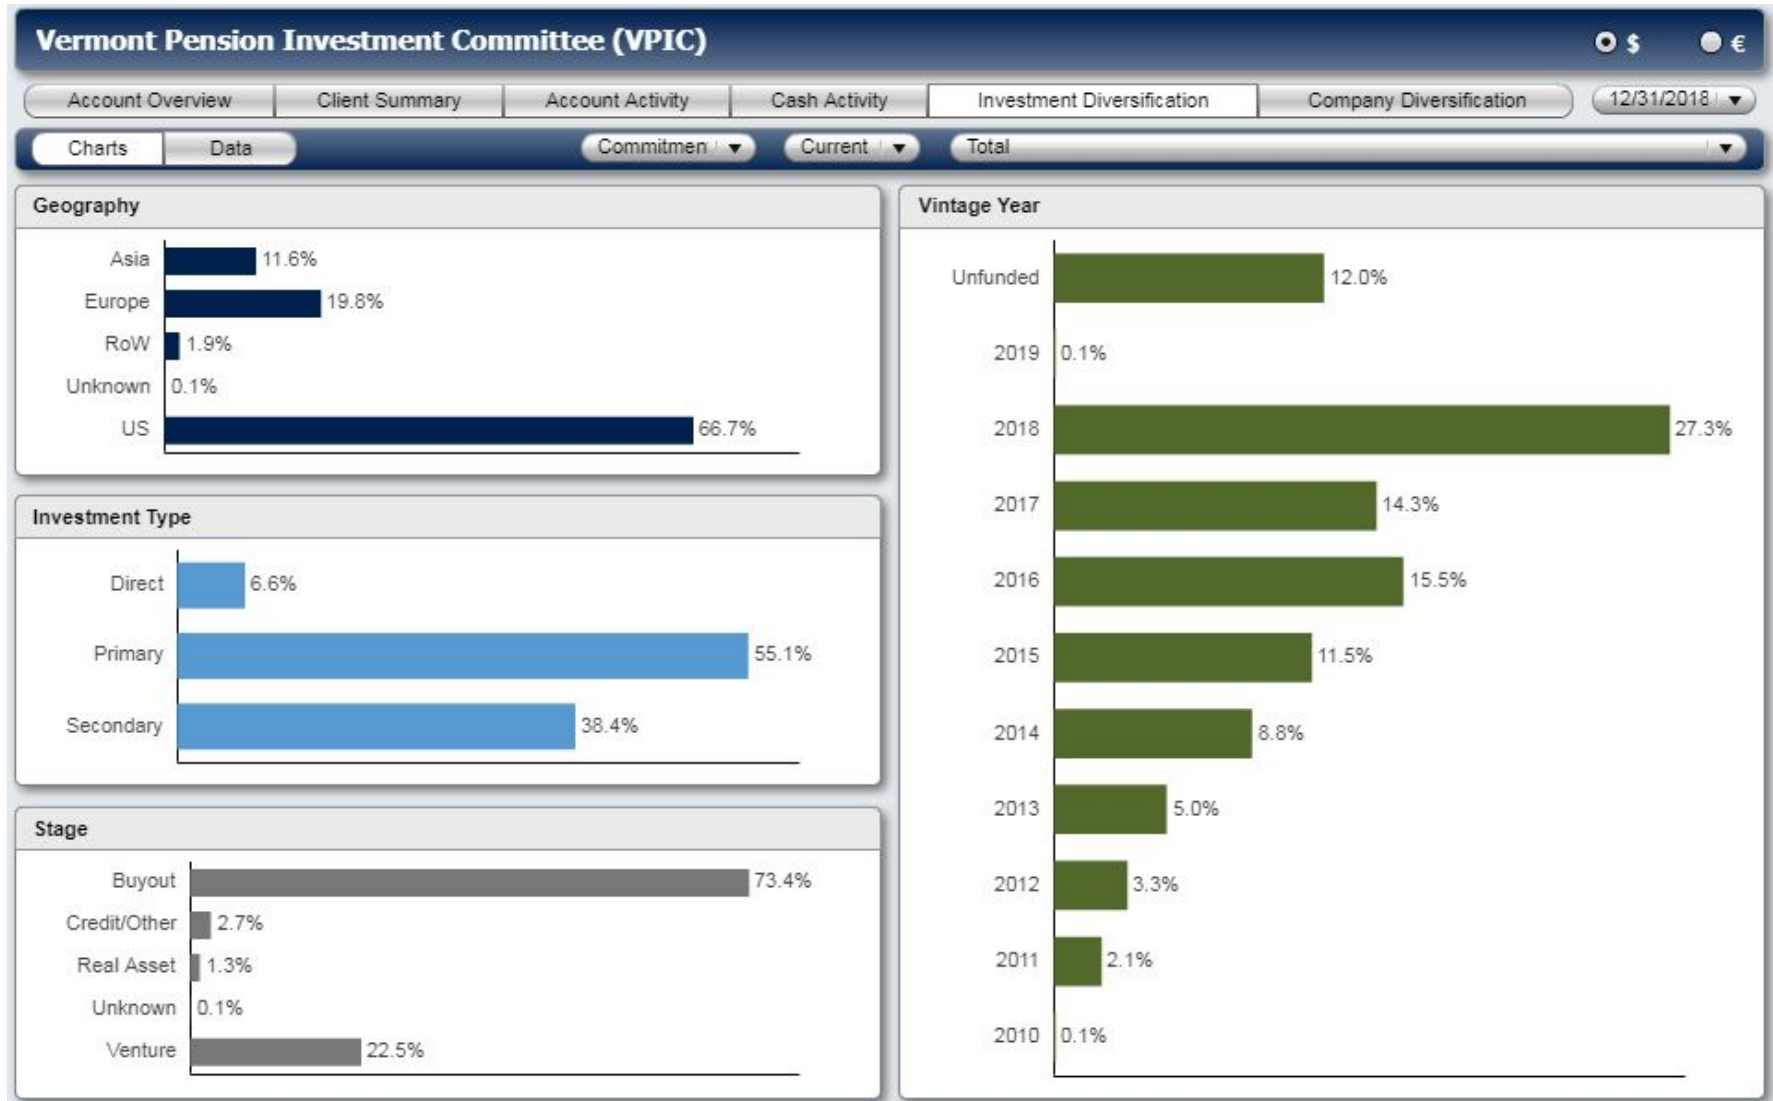 Vermont Pension Investment Committee (VPIC)
$ €
Account Overview Client Summary Account Activity Cash Activity Investment Diversification Company Diversification 12/31/2018
Charts Data Commitmen Current Total
Geography
Asia 11.6%
Europe 19.8%
RoW 1.9%
Unknown 0.1%
US 66.7%
Investment Type
Direct 6.6%
Primary 55.1%
Secondary 38.4%
Stage
Buyout 73.4%
Credit/Other 2.7%
Real Asset 1.3%
Unknown 0.1%
Venture 22.5%
Vintage Year
Unfunded 12.0%
2019 0.1%
2018 27.3%
2017 14.3%
2016 15.5%
2015 11.5%
2014 8.8%
2013 5.0%
2012 3.3%
2011 2.1%
2010 0.1%